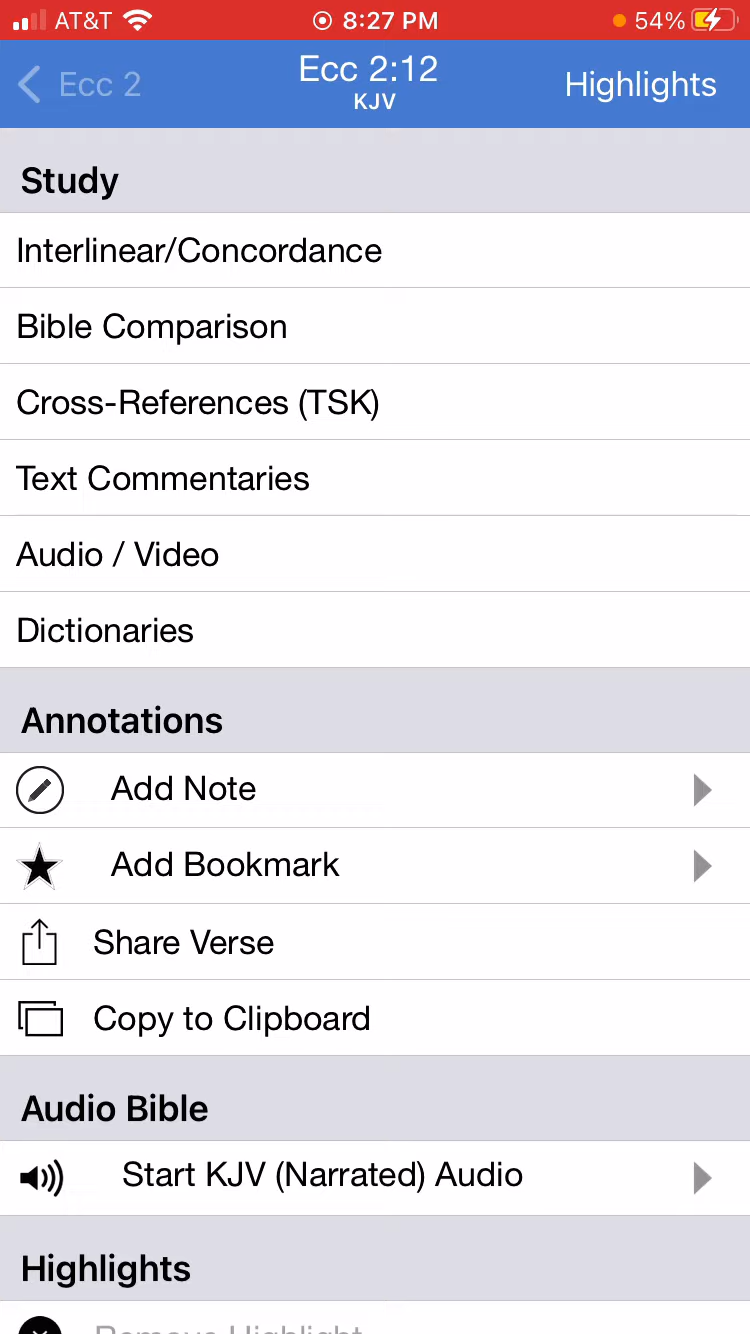 AT&T 8:27 PM 54%
Ecc 2 Ecc 2:12 Highlights
KJV
Study
Interlinear/Concordance
Bible Comparison
Cross-References (TSK)
Text Commentaries
Audio / Video
Dictionaries
Annotations
Add Note
Add Bookmark
Share Verse
Copy to Clipboard
Audio Bible
Start KJV (Narrated) Audio
Highlights
Remove Highlight